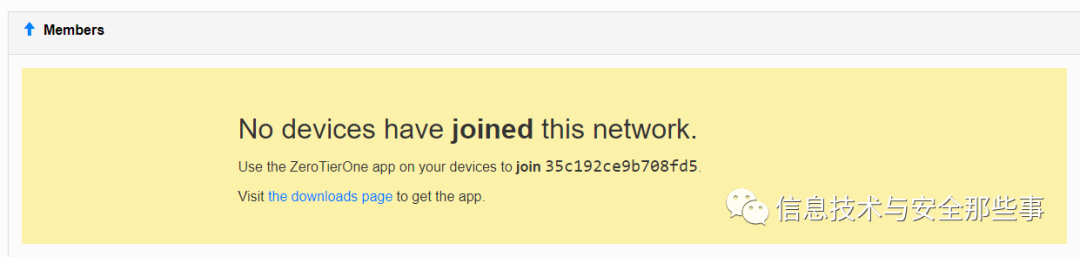 Members
No devices have joined this network.
Use the ZeroTierOne app on your devices to join 35c192ce9b708fd5.
Visit the downloads page to get the app.
信息技术与安全那些事